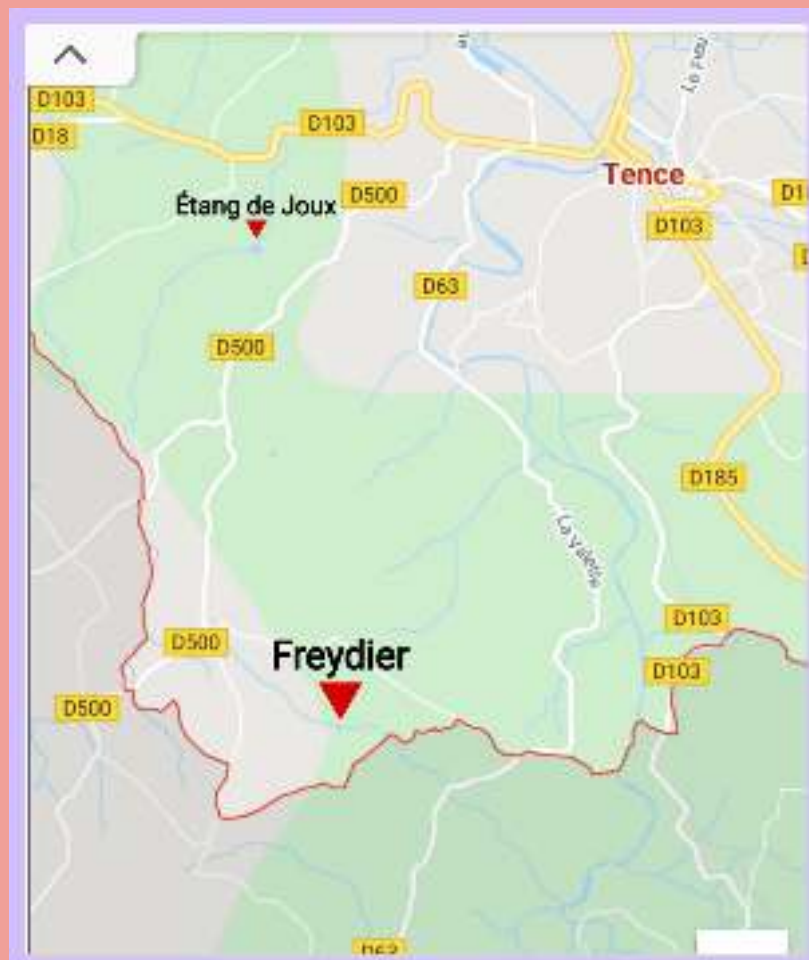 D103
D18
D103
Étang de Joux
D500
Tence
D103
D63
D500
D185
La Valette
D103
Freydier
D500
D103
D500